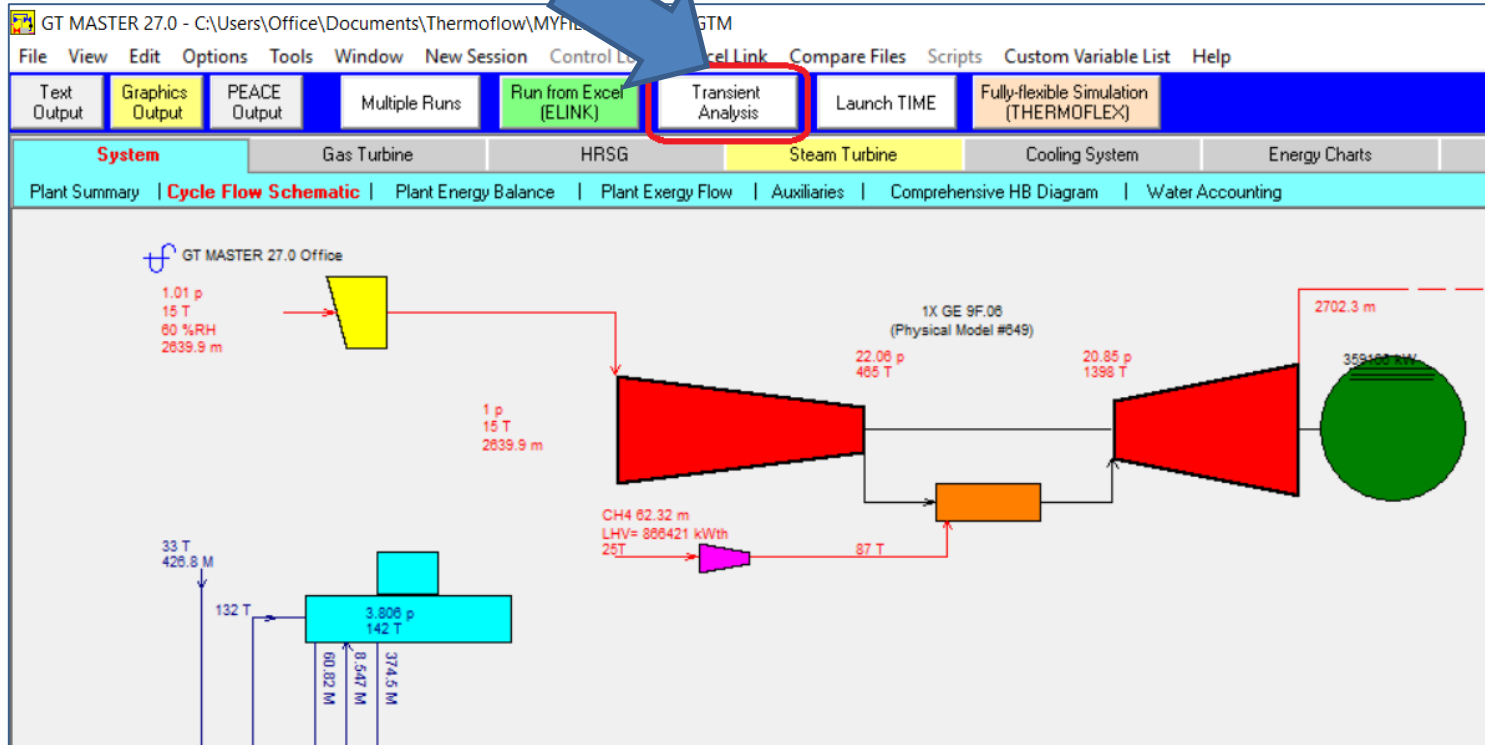 GT MASTER 27.0 - C:\Users\Office\Documents\Thermoflow\MYFIL GTM
File View Edit Options Tools Window New Session Control Lo cel Link Compare Files Scripts Custom Variable List Help
Text Output
Graphics Output
PEACE Output
Multiple Runs
Run from Excel (ELINK)
Transient Analysis
Launch TIME
Fully-flexible Simulation (THERMOFLEX)
System Gas Turbine HRSG Steam Turbine Cooling System Energy Charts
Plant Summary | Cycle Flow Schematic | Plant Energy Balance | Plant Exergy Flow | Auxiliaries | Comprehensive HB Diagram | Water Accounting
GT MASTER 27.0 Office
1.01 p
15 T
60 %RH
2639.9 m
1X GE 9F.06
(Physical Model #649)
2702.3 m
22.06 p
465 T
20.85 p
1398 T
1 p
15 T
2639.9 m
CH4 62.32 m
LHV= 866421 kWth
25T
87 T
33 T
426.8 M
132 T
3.806 p
142 T
60.82 M
8.547 M
374.5 M